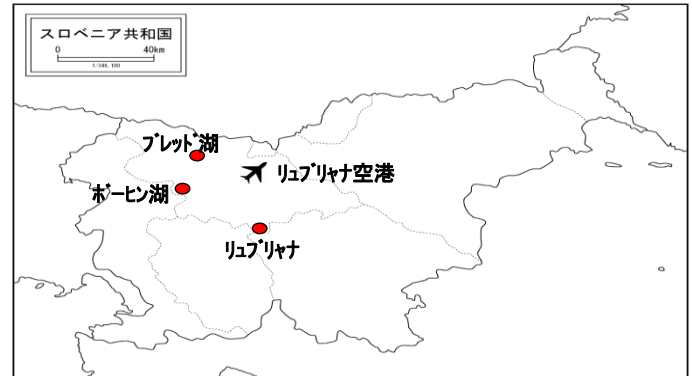 スロベニア共和国
0 40km
1/346,100
ブレッド湖
リュブリャナ空港
ボーヒン湖
リュブリャナ